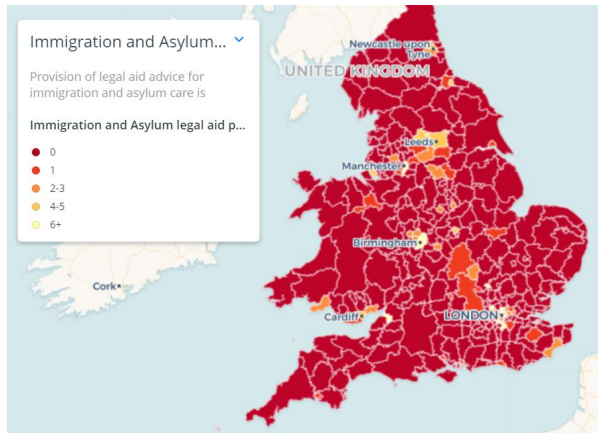 Immigration and Asylum...
Provision of legal aid advice for
immigration and asylum care is
Immigration and Asylum legal aid p...
0
1
2-3
4-5
6+
Newcastle upon
Tyne
UNITED KINGDOM
Leeds
Manchester
Birmingham
Cork
Cardiff
LONDON